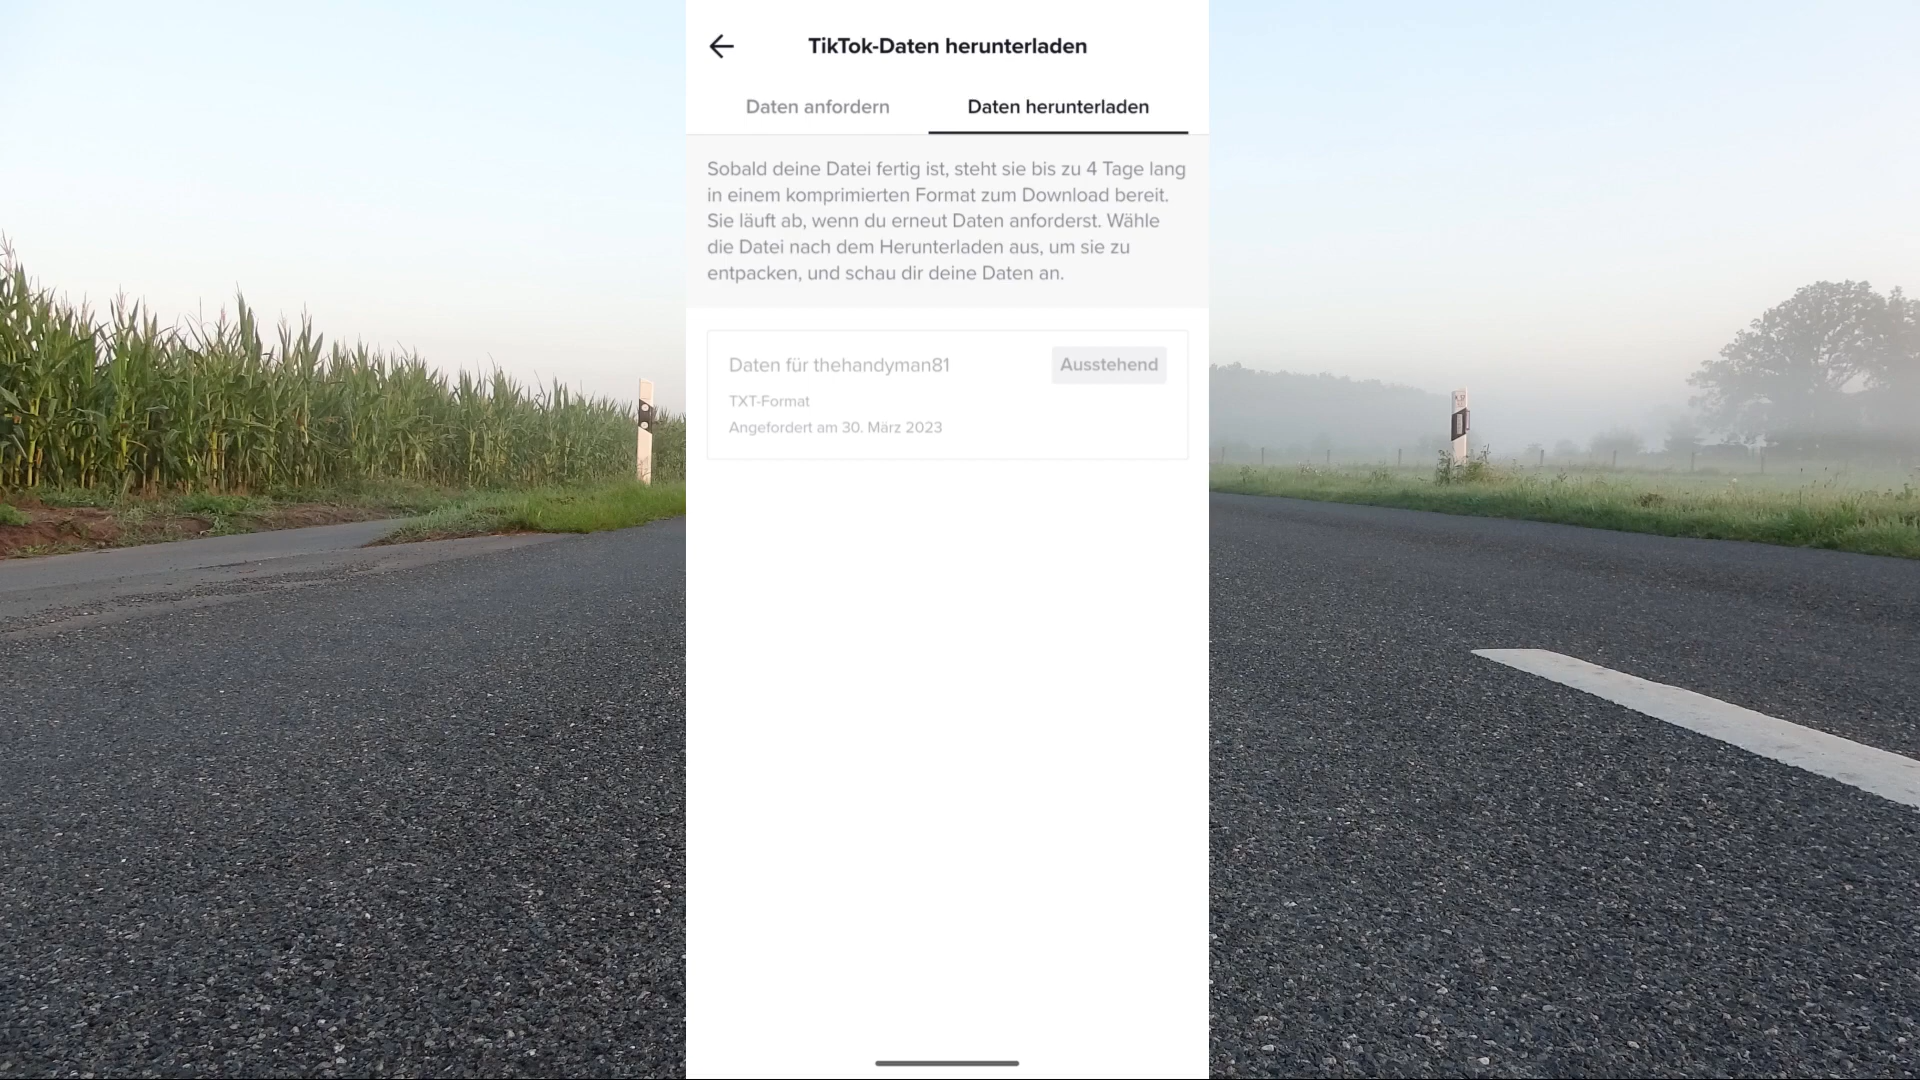 TikTok-Daten herunterladen
Daten anfordern
Daten herunterladen
Sobald deine Datei fertig ist, steht sie bis zu 4 Tage lang
in einem komprimierten Format zum Download bereit.
Sie läuft ab, wenn du erneut Daten anforderst. Wähle
die Datei nach dem Herunterladen aus, um sie zu
entpacken, und schau dir deine Daten an.
Daten für thehandyman81
Ausstehend
TXT-Format
Angefordert am 30. März 2023